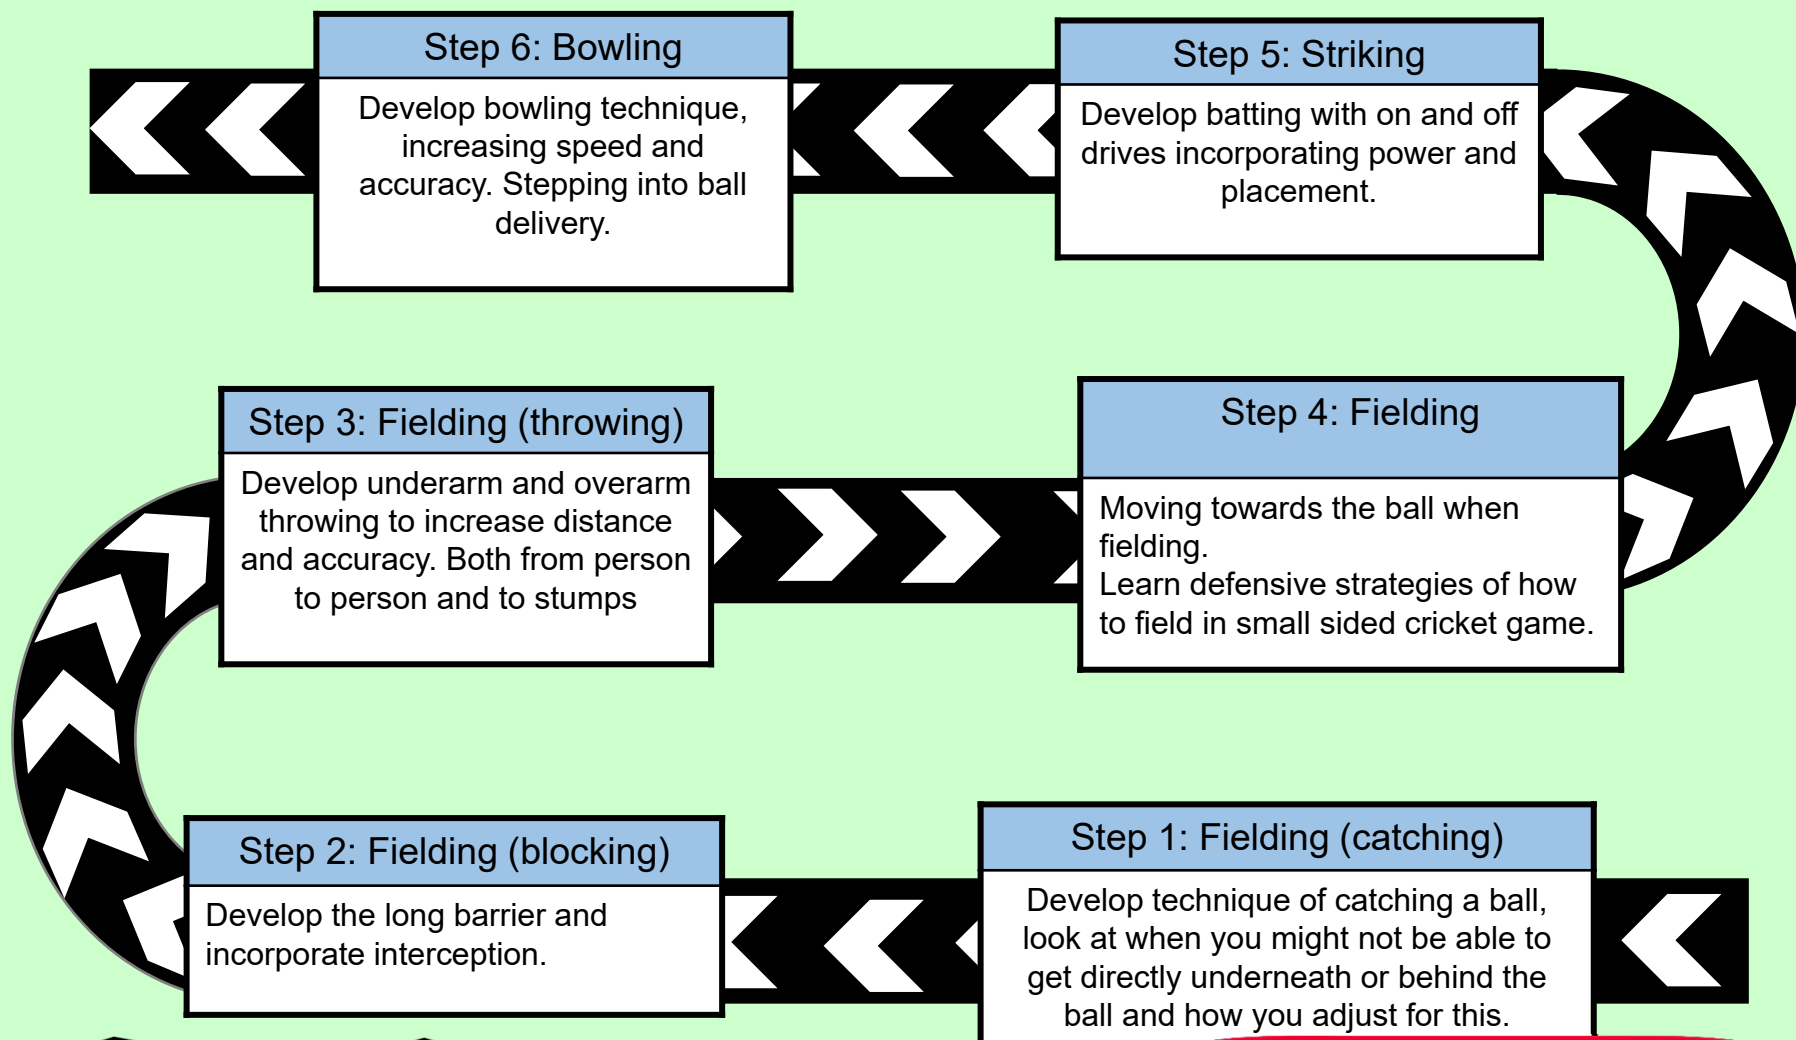 Step 6: Bowling
Develop bowling technique,
increasing speed and
accuracy. Stepping into ball
delivery.
Step 5: Striking
Develop batting with on and off
drives incorporating power and
placement.
Step 3: Fielding (throwing)
Develop underarm and overarm
throwing to increase distance
and accuracy. Both from person
to person and to stumps
Step 4: Fielding
Moving towards the ball when
fielding.
Learn defensive strategies of how
to field in small sided cricket game.
Step 2: Fielding (blocking)
Develop the long barrier and
incorporate interception.
Step 1: Fielding (catching)
Develop technique of catching a ball,
look at when you might not be able to
get directly underneath or behind the
ball and how you adjust for this.